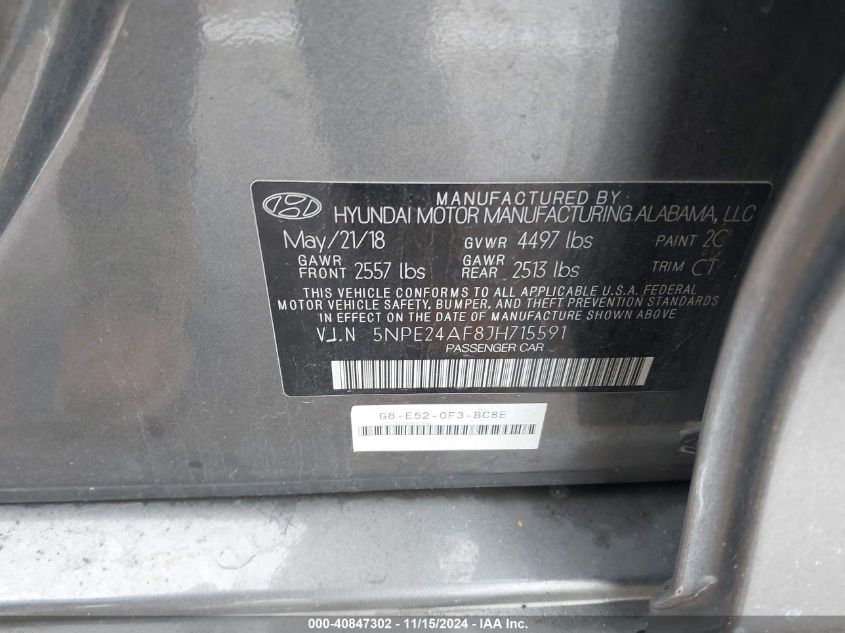 MANUFACTURED BY
HYUNDAI MOTOR MANUFACTURING ALABAMA, LLC
May/21/18 GVWR 4497 lbs PAINT 2C
GAWR FRONT 2557 lbs GAWR REAR 2513 lbs TRIM CT
THIS VEHICLE CONFORMS TO ALL APPLICABLE U.S.A. FEDERAL
MOTOR VEHICLE SAFETY, BUMPER, AND THEFT PREVENTION STANDARDS
IN EFFECT ON THE DATE OF MANUFACTURE SHOWN ABOVE
V.I.N 5NPE24AF8JH715591
PASSENGER CAR
G8-E52-0F3-BC8E
000-40847302 - 11/15/2024 - IAA Inc.